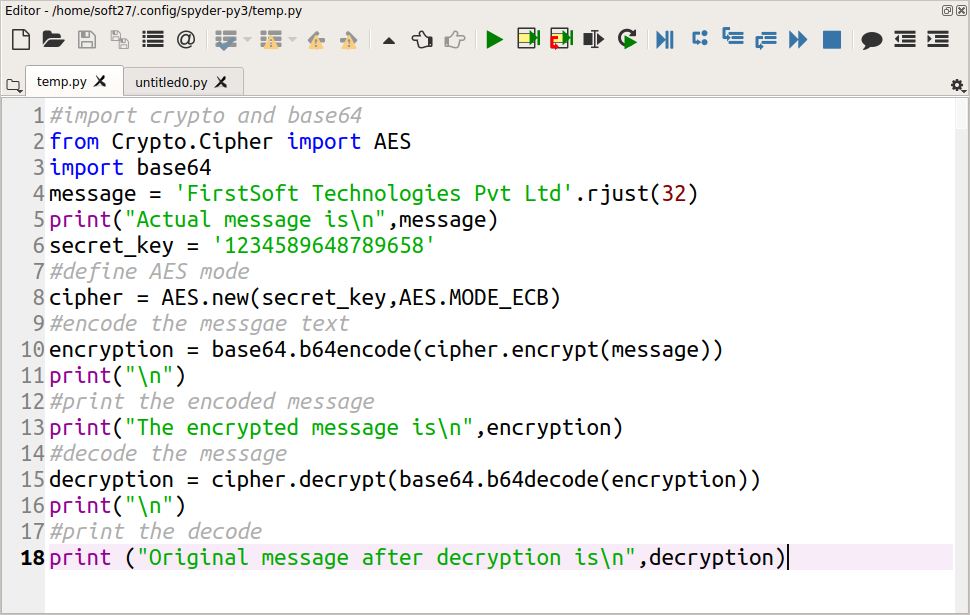 Editor - /home/soft27/.config/spyder-py3/temp.py
temp.py untitled0.py
1 #import crypto and base64
2 from Crypto.Cipher import AES
3 import base64
4 message = 'FirstSoft Technologies Pvt Ltd'.rjust(32)
5 print("Actual message is\n",message)
6 secret_key = '1234589648789658'
7 #define AES mode
8 cipher = AES.new(secret_key,AES.MODE_ECB)
9 #encode the messgae text
10 encryption = base64.b64encode(cipher.encrypt(message))
11 print("\n")
12 #print the encoded message
13 print("The encrypted message is\n",encryption)
14 #decode the message
15 decryption = cipher.decrypt(base64.b64decode(encryption))
16 print("\n")
17 #print the decode
18 print ("Original message after decryption is\n",decryption)